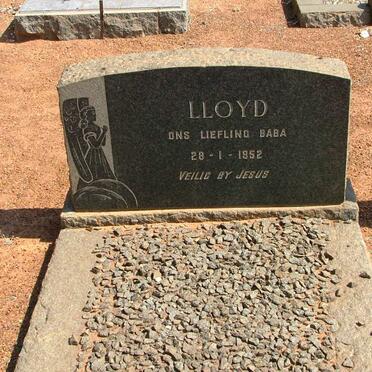 LLOYD
ONS LIEFLING BABA
28-1-1952
VEILIG BY JESUS